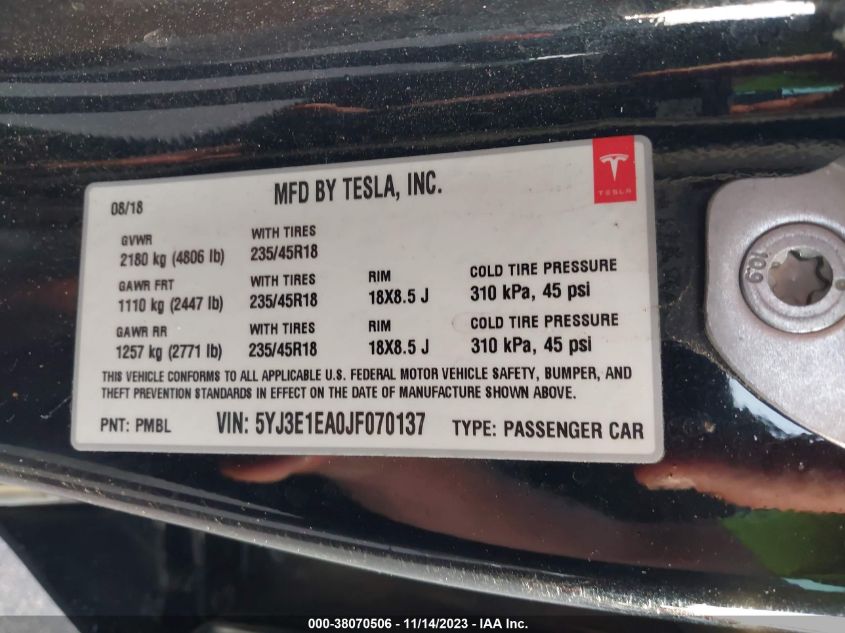 MFD BY TESLA, INC.
TESLA
08/18
GVWR WITH TIRES
2180 kg (4806 lb) 235/45R18
GAWR FRT WITH TIRES RIM COLD TIRE PRESSURE
1110 kg (2447 lb) 235/45R18 18X8.5 J 310 kPa, 45 psi
GAWR RR WITH TIRES RIM COLD TIRE PRESSURE
1257 kg (2771 lb) 235/45R18 18X8.5 J 310 kPa, 45 psi
THIS VEHICLE CONFORMS TO ALL APPLICABLE U.S. FEDERAL MOTOR VEHICLE SAFETY, BUMPER, AND
THEFT PREVENTION STANDARDS IN EFFECT ON THE DATE OF MANUFACTURE SHOWN ABOVE.
PNT: PMBL VIN: 5YJ3E1EA0JF070137 TYPE: PASSENGER CAR
10.9
000-38070506 - 11/14/2023 - IAA Inc.